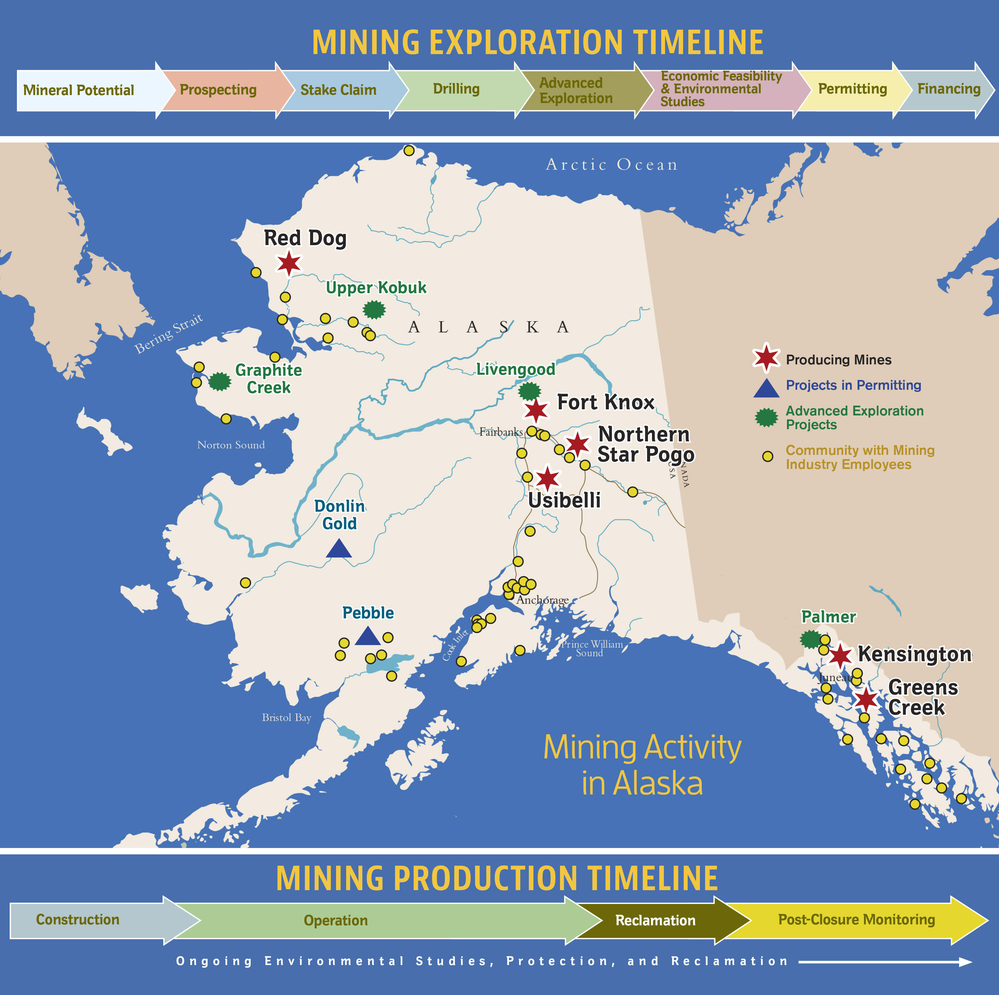 MINING EXPLORATION TIMELINE
Mineral Potential
Prospecting
Stake Claim
Drilling
Advanced
Exploration
Economic Feasibility
& Environmental
Studies
Permitting
Financing
Arctic Ocean
Red Dog
Upper Kobuk
Bering Strait
ALASKA
Graphite
Creek
Livengood
Fort Knox
Fairbanks
Northern
Star Pogo
Norton Sound
USA
Usibelli
Donlin
Gold
Producing Mines
Projects in Permitting
Advanced Exploration
Projects
Community with Mining
Industry Employees
Anchorage
Pebble
Cook Inlet
Prince William
Sound
Palmer
Kensington
Juneau
Greens
Creek
Bristol Bay
Mining Activity
in Alaska
MINING PRODUCTION TIMELINE
Construction
Operation
Reclamation
Post-Closure Monitoring
Ongoing Environmental Studies, Protection, and Reclamation